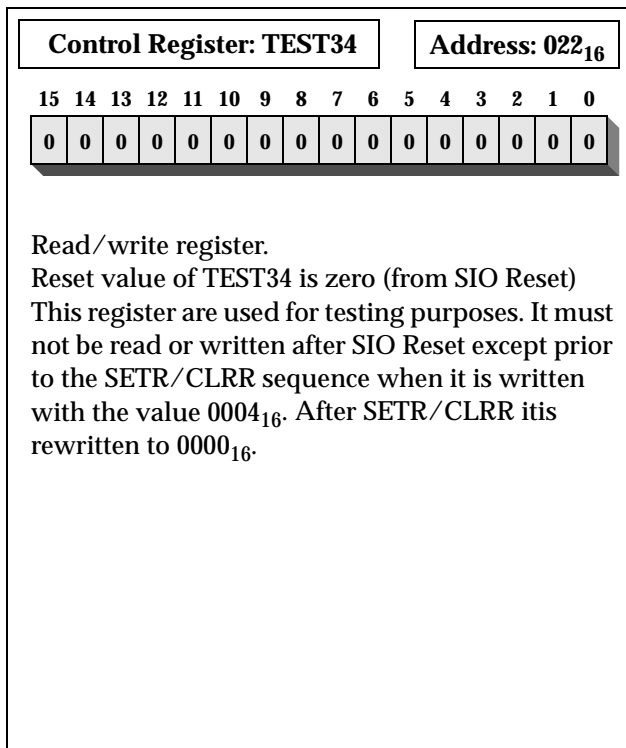 Control Register: TEST34 Address: 022₁₆
15 14 13 12 11 10 9 8 7 6 5 4 3 2 1 0
0 0 0 0 0 0 0 0 0 0 0 0 0 0 0 0
Read/write register.
Reset value of TEST34 is zero (from SIO Reset)
This register are used for testing purposes. It must
not be read or written after SIO Reset except prior
to the SETR/CLRR sequence when it is written
with the value 0004₁₆. After SETR/CLRR itis
rewritten to 0000₁₆.